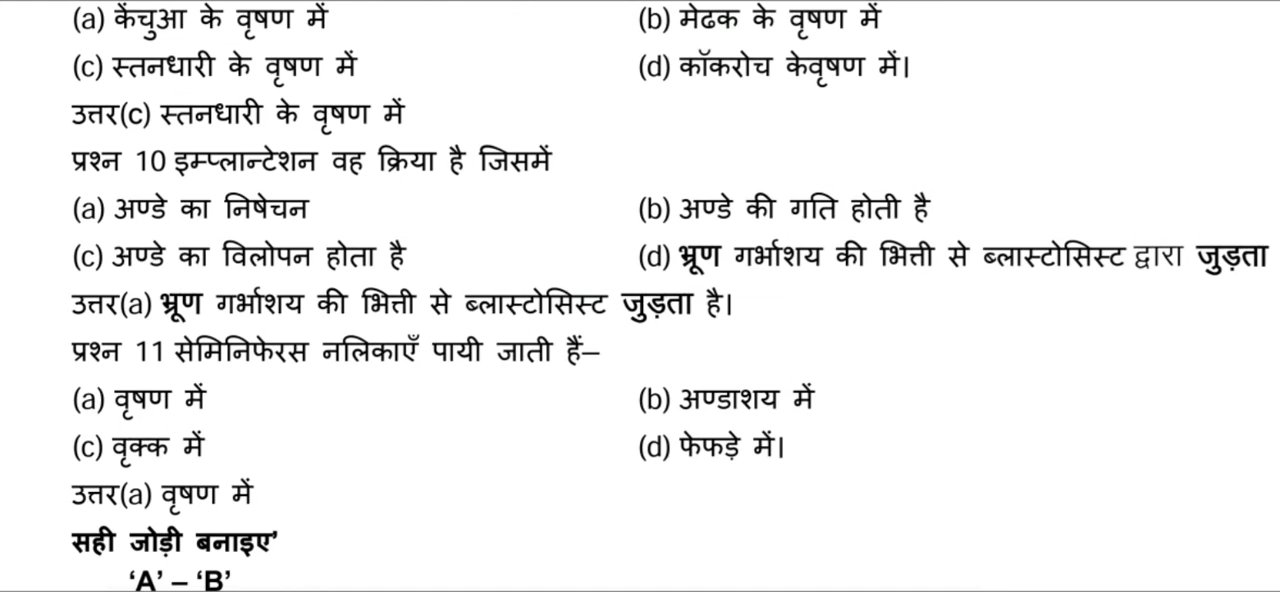 (a) केंचुआ के वृषण में (b) मेढक के वृषण में
(c) स्तनधारी के वृषण में (d) कॉकरोच केवृषण में।
उत्तर(c) स्तनधारी के वृषण में
प्रश्न 10 इम्प्लान्टेशन वह क्रिया है जिसमें
(a) अण्डे का निषेचन (b) अण्डे की गति होती है
(c) अण्डे का विलोपन होता है (d) भ्रूण गर्भाशय की भित्ती से ब्लास्टोसिस्ट द्वारा जुड़ता
उत्तर(a) भ्रूण गर्भाशय की भित्ती से ब्लास्टोसिस्ट जुड़ता है।
प्रश्न 11 सेमिनिफेरस नलिकाएँ पायी जाती हैं–
(a) वृषण में (b) अण्डाशय में
(c) वृक्क में (d) फेफड़े में।
उत्तर(a) वृषण में
सही जोड़ी बनाइए’
‘A’ – ‘B’